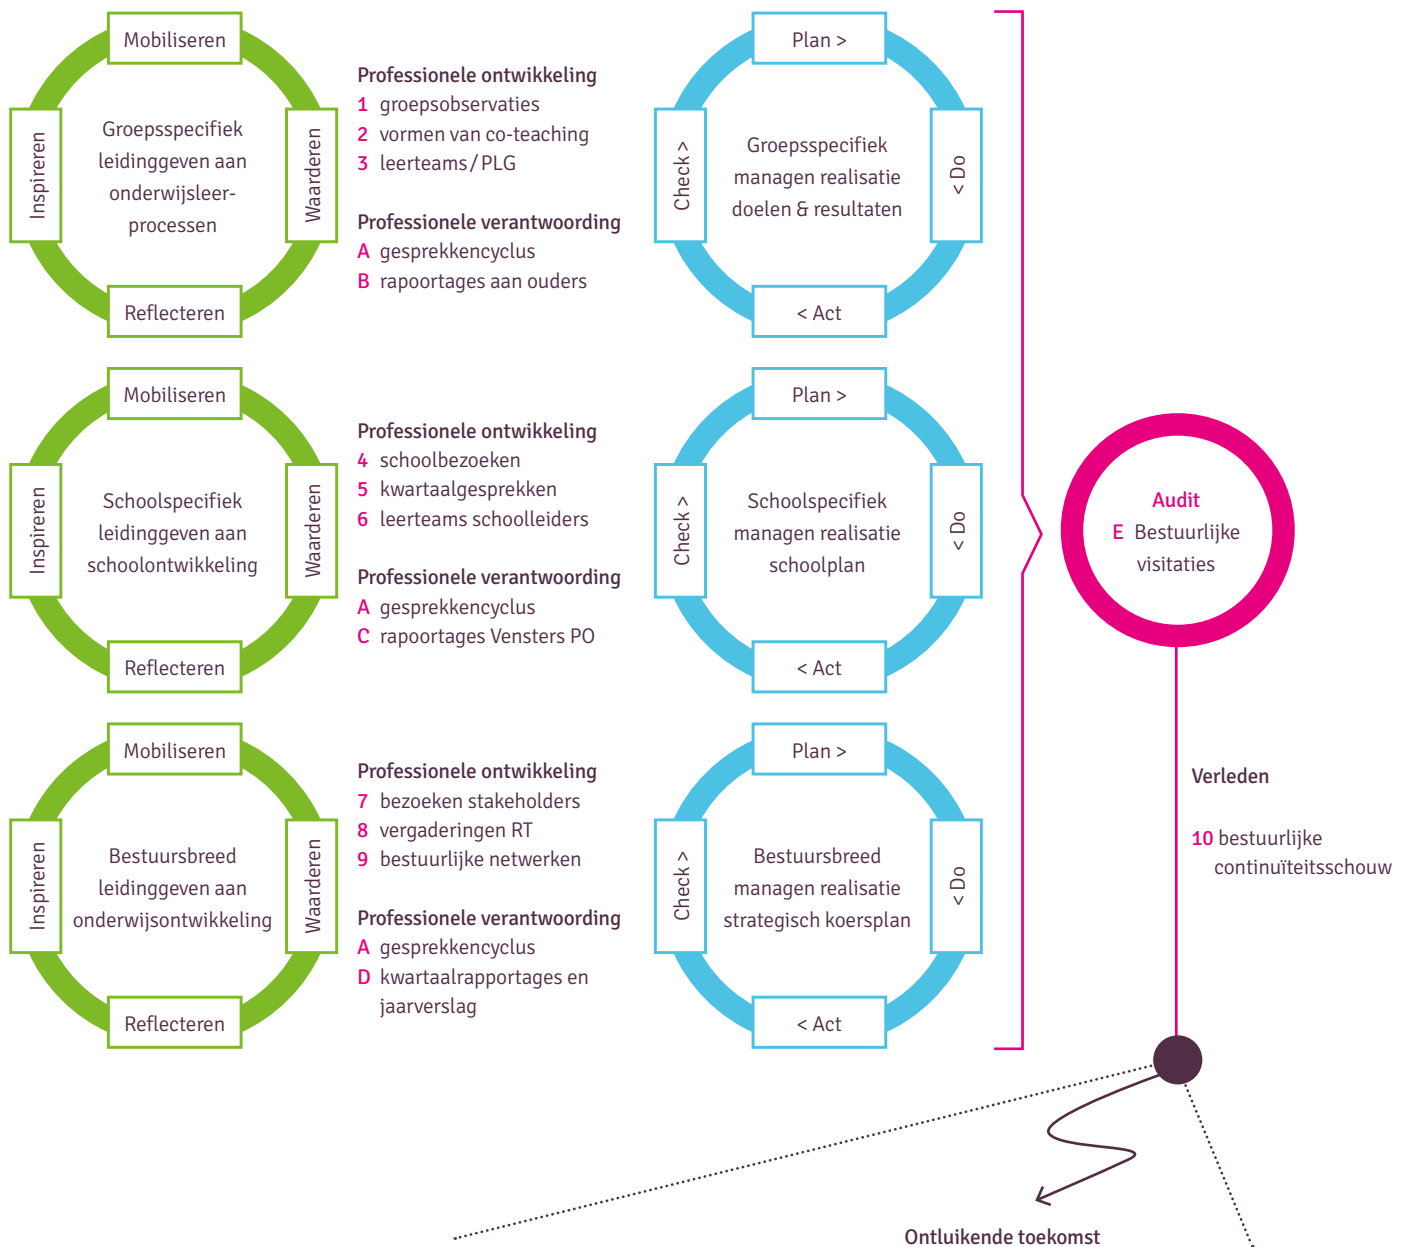 Mobiliseren
Inspireren
Groepsspecifiek
leidinggeven aan
onderwijsleer-
processen
Waarderen
Reflecteren
Professionele ontwikkeling
1 groepsobservaties
2 vormen van co-teaching
3 leerteams/PLG
Professionele verantwoording
A gesprekkencyclus
B rapoortages aan ouders
Plan >
Check >
Groepsspecifiek
managen realisatie
doelen & resultaten
< Do
< Act
Mobiliseren
Inspireren
Schoolspecifiek
leidinggeven aan
schoolontwikkeling
Waarderen
Reflecteren
Professionele ontwikkeling
4 schoolbezoeken
5 kwartaalgesprekken
6 leerteams schoolleiders
Professionele verantwoording
A gesprekkencyclus
C rapoortages Vensters PO
Plan >
Check >
Schoolspecifiek
managen realisatie
schoolplan
< Do
< Act
Mobiliseren
Inspireren
Bestuursbreed
leidinggeven aan
onderwijsontwikkeling
Waarderen
Reflecteren
Professionele ontwikkeling
7 bezoeken stakeholders
8 vergaderingen RT
9 bestuurlijke netwerken
Professionele verantwoording
A gesprekkencyclus
D kwartaalrapportages en
jaarverslag
Plan >
Check >
Bestuursbreed
managen realisatie
strategisch koersplan
< Do
< Act
Audit
E Bestuurlijke
visitaties
Verleden
10 bestuurlijke
continuïteitsschouw
Ontluikende toekomst